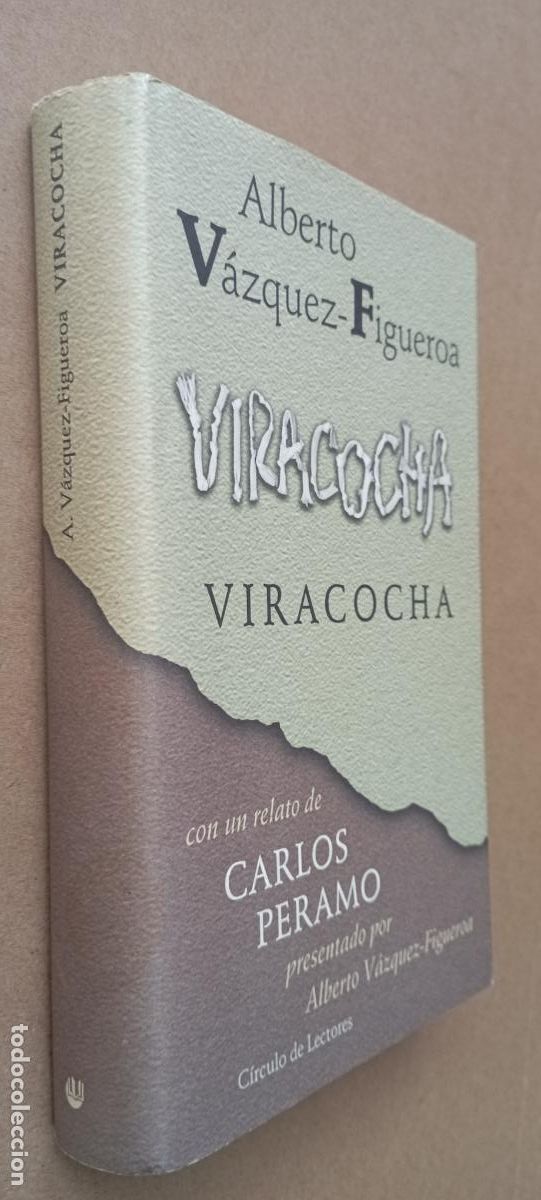 A. Vázquez-Figueroa VIRACOCHA
Alberto
Vázquez-Figueroa
VIRACOCHA
VIRACOCHA
con un relato de
CARLOS
PERAMO
presentado por
Alberto Vázquez-Figueroa
Círculo de Lectores
todocoleccion